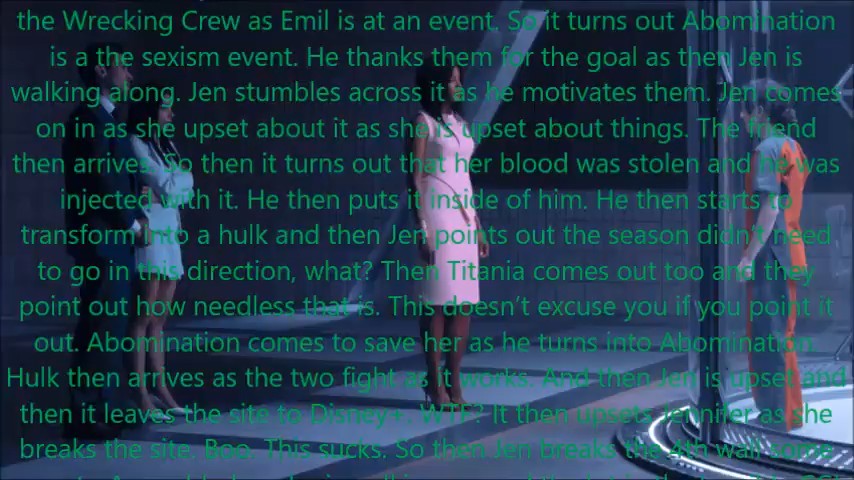 the Wrecking Crew as Emil is at an event. So it turns out Abomination
is a the sexism event. He thanks them for the goal as then Jen is
walking along. Jen stumbles across it as he motivates them. Jen comes
on in as she upset about it as she is upset about things. The friend
then arrives. So then it turns out that her blood was stolen and he was
injected with it. He then puts it inside of him. He then starts to
transform into a hulk and then Jen points out the season didn't need
to go in this direction, what? Then Titania comes out too and they
point out how needless that is. This doesn't excuse you if you point it
out. Abomination comes to save her as he turns into Abomination.
Hulk then arrives as the two fight as it works. And then Jen is upset and
then it leaves the site to Disney+. WTF? It then upsets Jennifer as she
breaks the site. Boo. This sucks. So then Jen breaks the 4th wall some